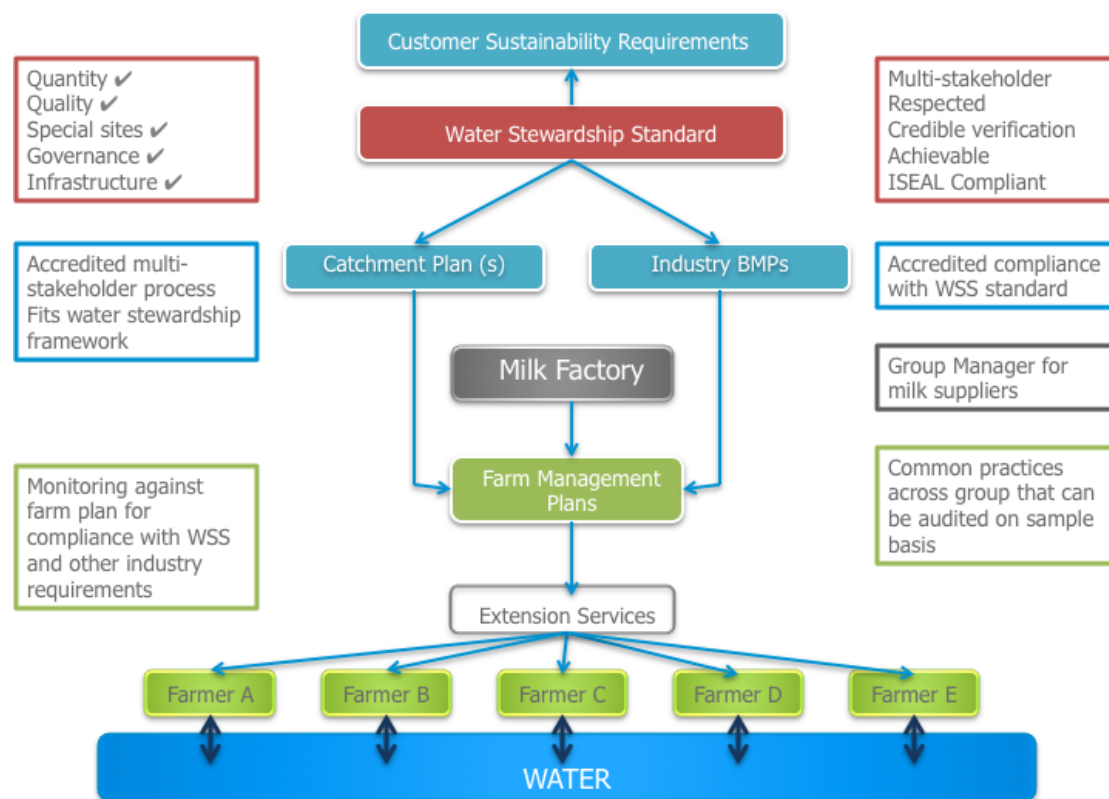 Customer Sustainability Requirements
Quantity ✔
Quality ✔
Special sites ✔
Governance ✔
Infrastructure ✔
Water Stewardship Standard
Multi-stakeholder
Respected
Credible verification
Achievable
ISEAL Compliant
Accredited multi-
stakeholder process
Fits water stewardship
framework
Catchment Plan (s)
Industry BMPs
Accredited compliance
with WSS standard
Milk Factory
Group Manager for
milk suppliers
Monitoring against
farm plan for
compliance with WSS
and other industry
requirements
Farm Management
Plans
Common practices
across group that can
be audited on sample
basis
Extension Services
Farmer A
Farmer B
Farmer C
Farmer D
Farmer E
WATER